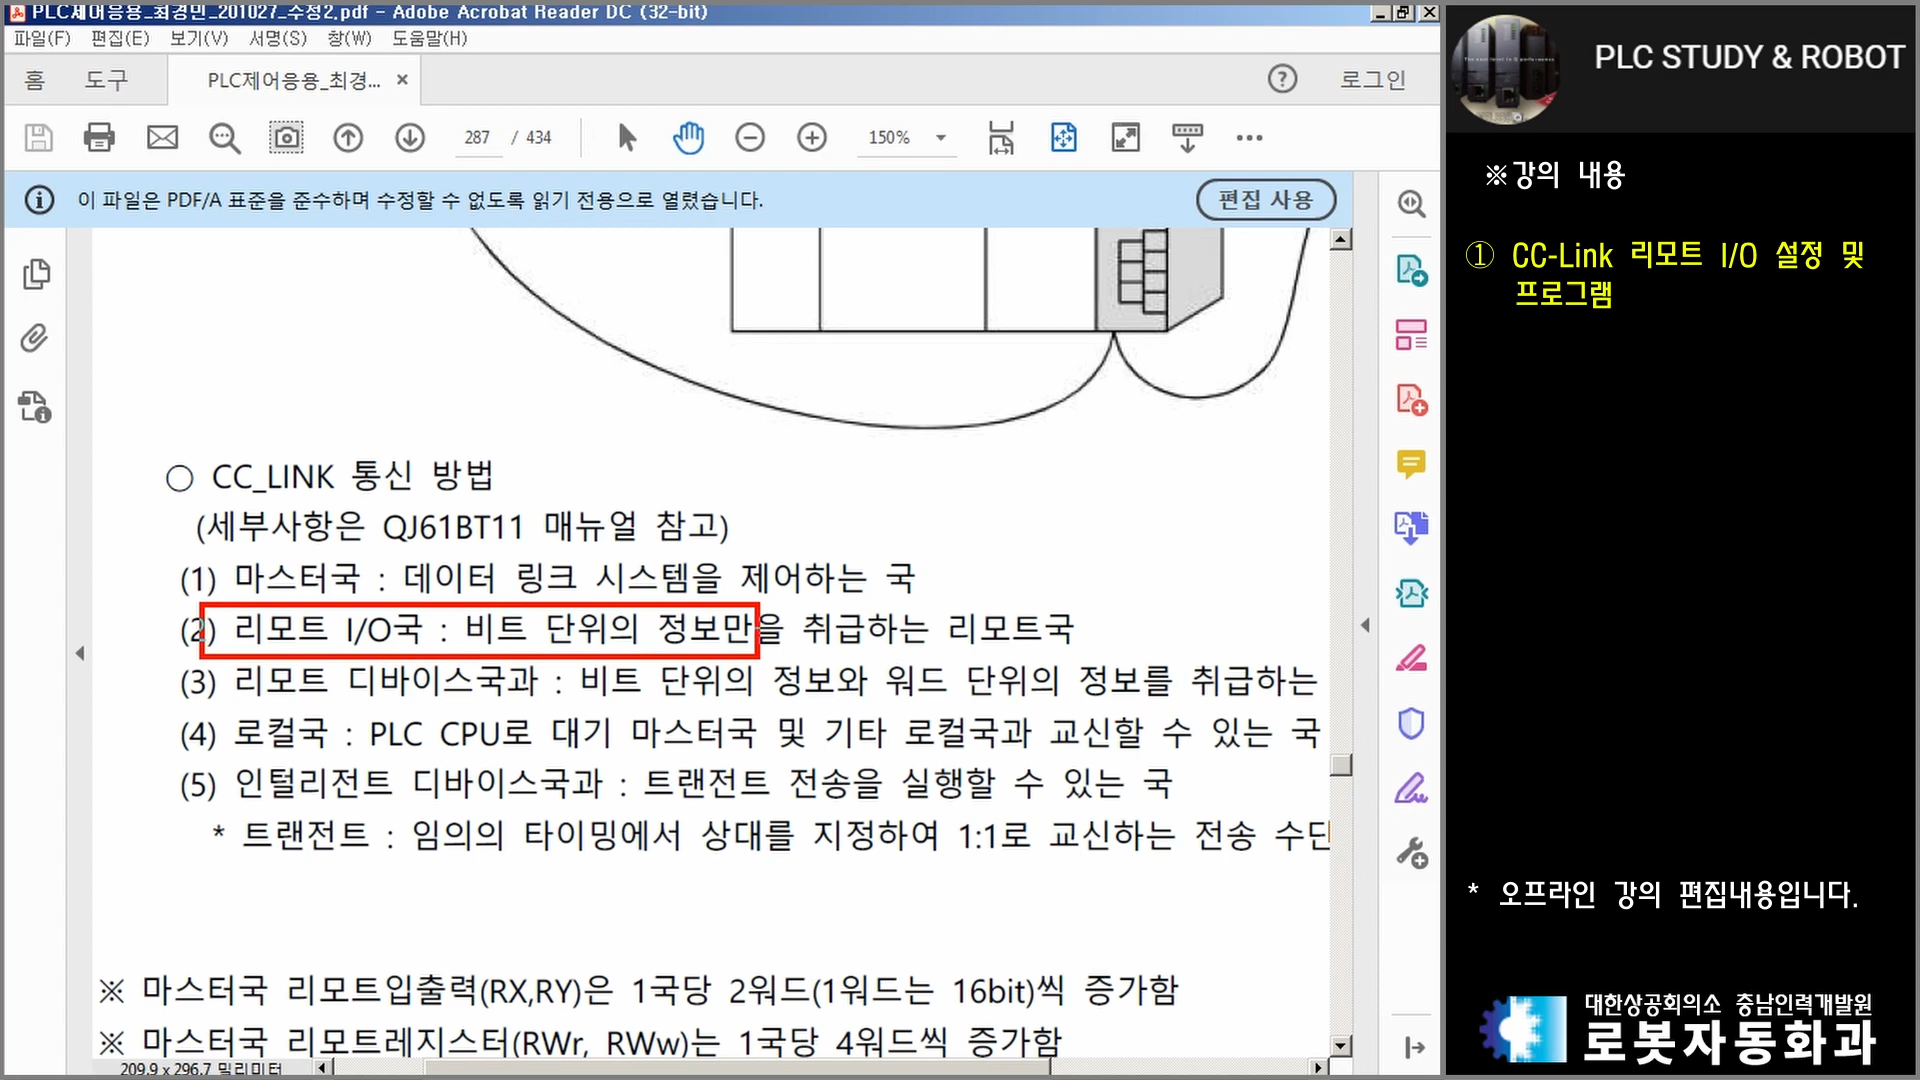 PLC제어응용_최경민_201027_수정2.pdf - Adobe Acrobat Reader DC (32-bit)
파일(F) 편집(E) 보기(V) 서명(S) 창(W) 도움말(H)
홈 도구 PLC제어응용_최경... × 로그인
287 / 434 150%
이 파일은 PDF/A 표준을 준수하며 수정할 수 없도록 읽기 전용으로 열렸습니다. 편집 사용
○ CC_LINK 통신 방법
(세부사항은 QJ61BT11 매뉴얼 참고)
(1) 마스터국 : 데이터 링크 시스템을 제어하는 국
(2) 리모트 I/O국 : 비트 단위의 정보만을 취급하는 리모트국
(3) 리모트 디바이스국과 : 비트 단위의 정보와 워드 단위의 정보를 취급하는
(4) 로컬국 : PLC CPU로 대기 마스터국 및 기타 로컬국과 교신할 수 있는 국
(5) 인털리전트 디바이스국과 : 트랜전트 전송을 실행할 수 있는 국
* 트랜전트 : 임의의 타이밍에서 상대를 지정하여 1:1로 교신하는 전송 수단
※ 마스터국 리모트입출력(RX,RY)은 1국당 2워드(1워드는 16bit)씩 증가함
※ 마스터국 리모트레지스터(RWr, RWw)는 1국당 4워드씩 증가함
209.9 x 296.7 밀리미터
PLC STUDY & ROBOT
※강의 내용
① CC-Link 리모트 I/O 설정 및
프로그램
* 오프라인 강의 편집내용입니다.
대한상공회의소 충남인력개발원
로봇자동화과